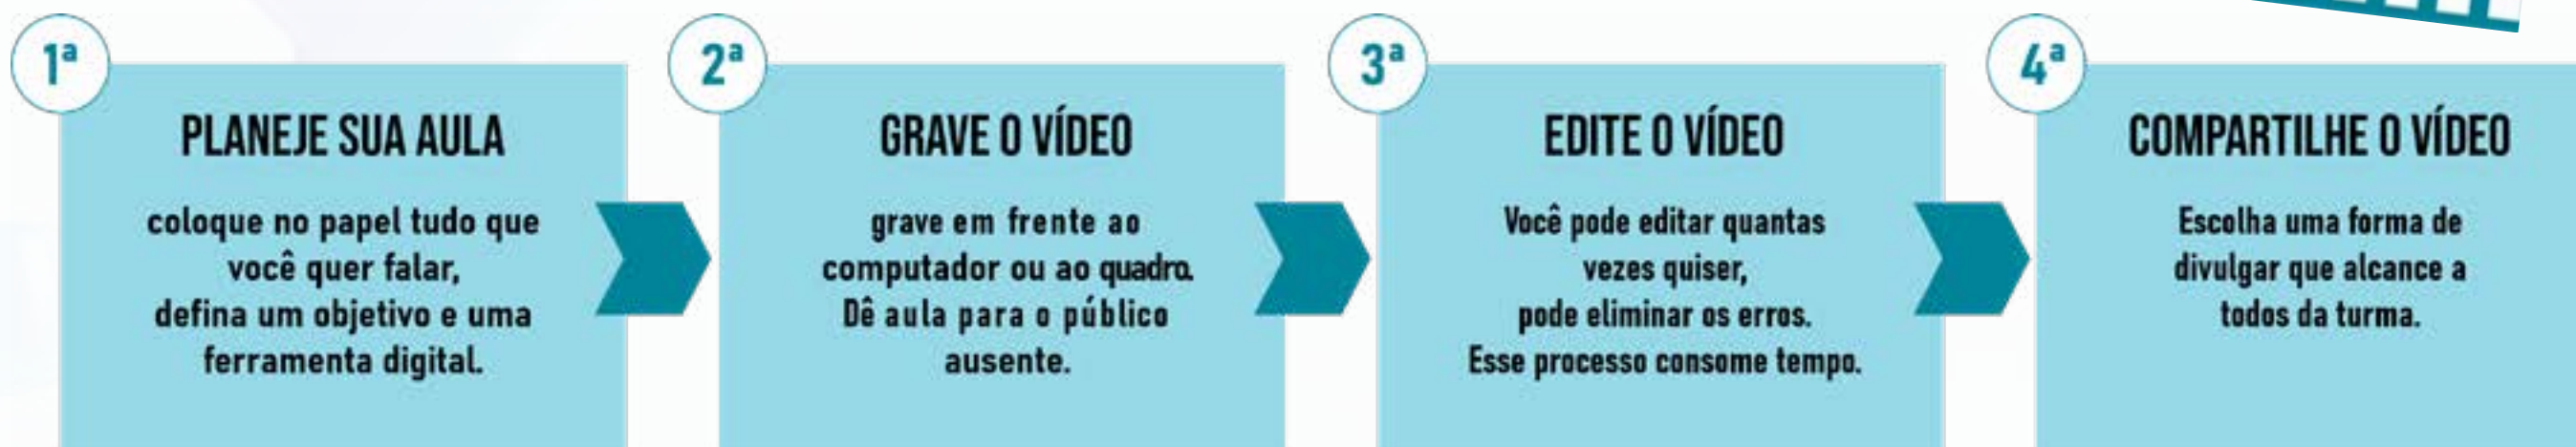 1ª
PLANEJE SUA AULA
coloque no papel tudo que
você quer falar,
defina um objetivo e uma
ferramenta digital.
2ª
GRAVE O VÍDEO
grave em frente ao
computador ou ao quadro.
Dê aula para o público
ausente.
3ª
EDITE O VÍDEO
Você pode editar quantas
vezes quiser,
pode eliminar os erros.
Esse processo consome tempo.
4ª
COMPARTILHE O VÍDEO
Escolha uma forma de
divulgar que alcance a
todos da turma.